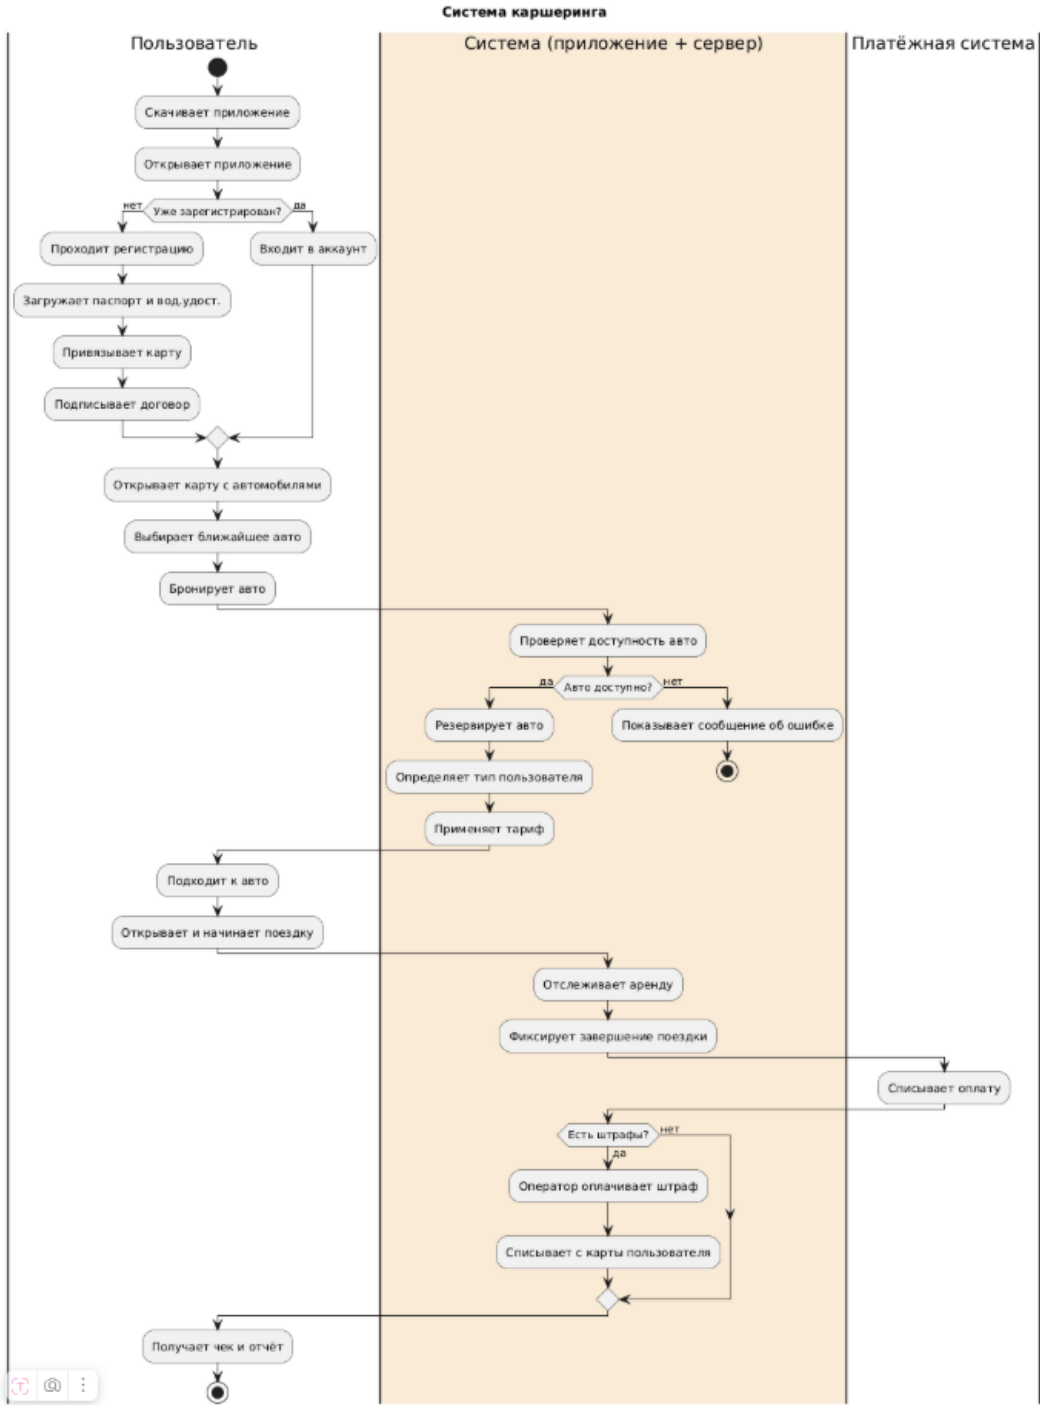 Система каршеринга
Пользователь
Система (приложение + сервер)
Платёжная система
Скачивает приложение
Открывает приложение
Уже зарегистрирован?
нет
да
Проходит регистрацию
Входит в аккаунт
Загружает паспорт и вод.удост.
Привязывает карту
Подписывает договор
Открывает карту с автомобилями
Выбирает ближайшее авто
Бронирует авто
Проверяет доступность авто
Авто доступно?
да
нет
Резервирует авто
Показывает сообщение об ошибке
Определяет тип пользователя
Применяет тариф
Подходит к авто
Открывает и начинает поездку
Отслеживает аренду
Фиксирует завершение поездки
Списывает оплату
Есть штрафы?
нет
да
Оператор оплачивает штраф
Списывает с карты пользователя
Получает чек и отчёт